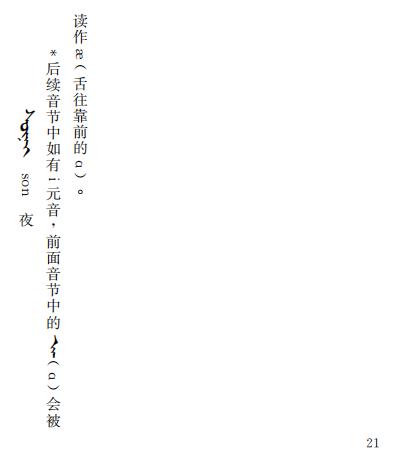 ᠰᠥᠨᠢ son 夜
*后续音节中如有i元音，前面音节中的 ᠠ (ɑ)会被
读作æ(舌往靠前的ɑ)。
21